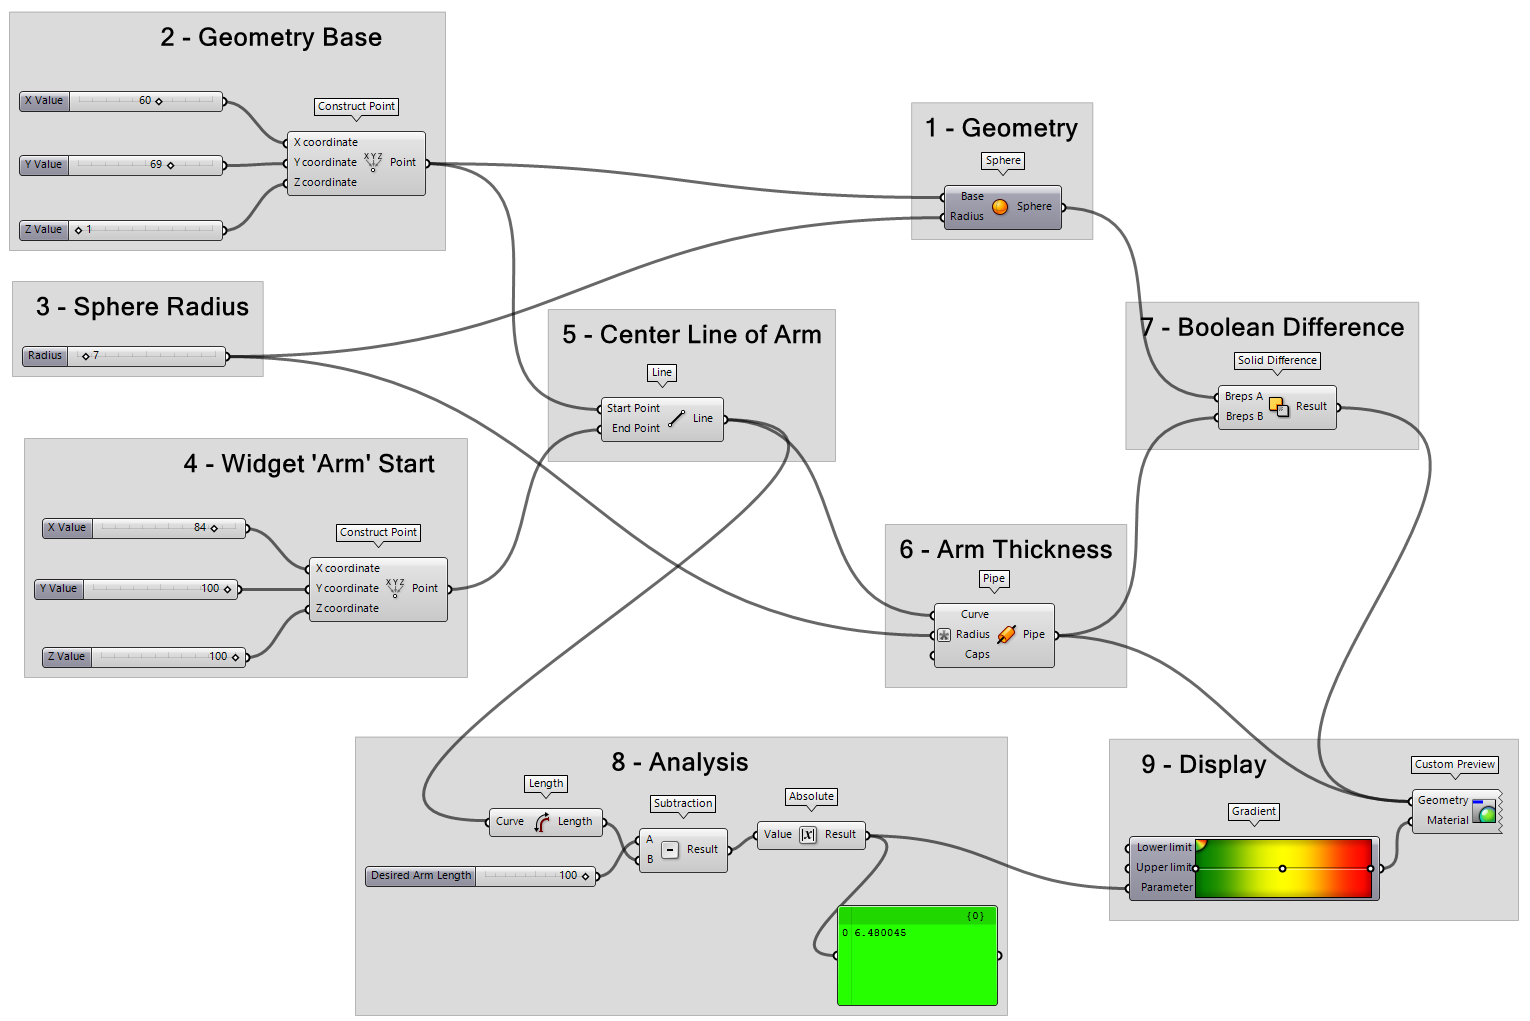 2 - Geometry Base
X Value 60
Y Value 69
Z Value 1
Construct Point
X coordinate
Y coordinate XYZ Point
Z coordinate
1 - Geometry
Sphere
Base
Radius Sphere
3 - Sphere Radius
Radius 7
5 - Center Line of Arm
Line
Start Point
End Point Line
7 - Boolean Difference
Solid Difference
Breps A
Breps B Result
4 - Widget 'Arm' Start
X Value 84
Y Value 100
Z Value 100
Construct Point
X coordinate
Y coordinate XYZ Point
Z coordinate
6 - Arm Thickness
Pipe
Curve
Radius Pipe
Caps
8 - Analysis
Length
Curve Length
Desired Arm Length 100
Subtraction
A
B - Result
Absolute
Value |x| Result
{0}
0 6.480045
9 - Display
Gradient
Lower limit
Upper limit
Parameter
Custom Preview
Geometry
Material